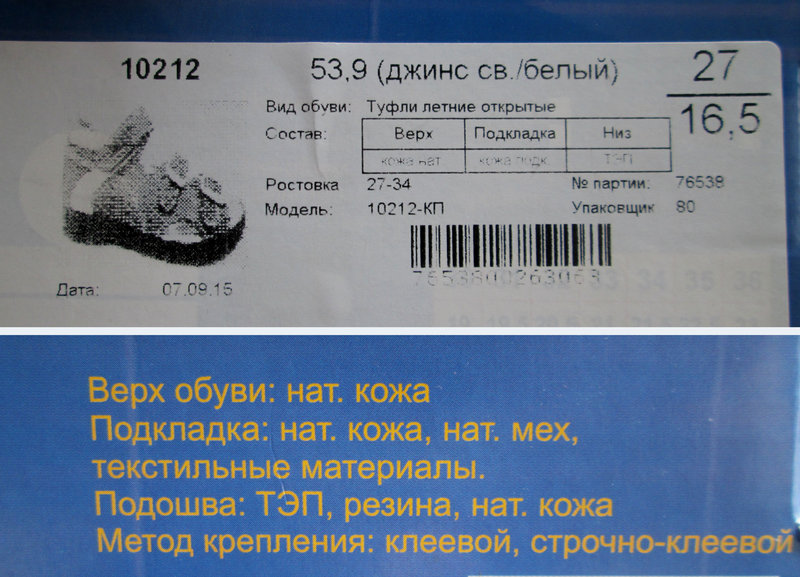 10212 53,9 (джинс св./белый) 27
16,5
Вид обуви: Туфли летние открытые
Состав: Верх Подкладка Низ
кожа нат. кожа подк. ТЭП
Ростовка 27-34 № партии: 76538
Модель: 10212-КП Упаковщик 80
Дата: 07.09.15
Верх обуви: нат. кожа
Подкладка: нат. кожа, нат. мех,
текстильные материалы.
Подошва: ТЭП, резина, нат. кожа
Метод крепления: клеевой, строчно-клеевой